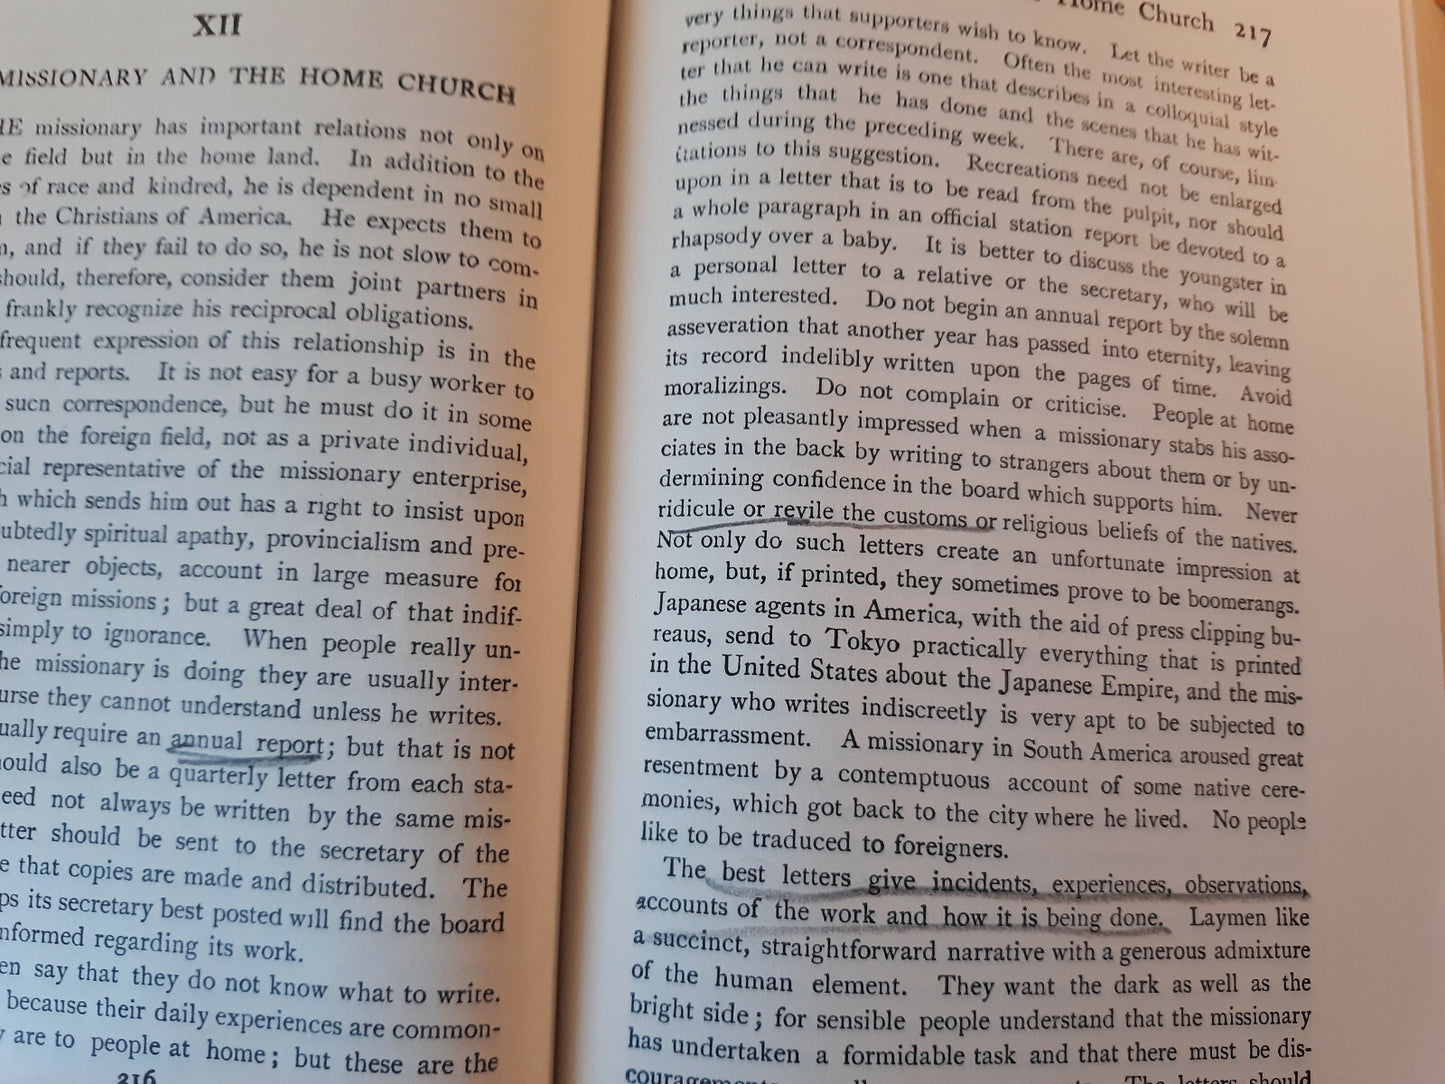 XII
MISSIONARY AND THE HOME CHURCH
missionary has important relations not only on
field but in the home land. In addition to the
of race and kindred, he is dependent in no small
the Christians of America. He expects them to
and if they fail to do so, he is not slow to com-
should, therefore, consider them joint partners in
frankly recognize his reciprocal obligations.
frequent expression of this relationship is in the
and reports. It is not easy for a busy worker to
such correspondence, but he must do it in some
on the foreign field, not as a private individual,
cial representative of the missionary enterprise,
which sends him out has a right to insist upon
ubtedly spiritual apathy, provincialism and pre-
nearer objects, account in large measure for
foreign missions; but a great deal of that indif-
simply to ignorance. When people really un-
he missionary is doing they are usually inter-
urse they cannot understand unless he writes.
ually require an annual report; but that is not
ould also be a quarterly letter from each sta-
eed not always be written by the same mis-
tter should be sent to the secretary of the
e that copies are made and distributed. The
ps its secretary best posted will find the board
nformed regarding its work.
en say that they do not know what to write.
because their daily experiences are common-
y are to people at home; but these are the
216
Home Church 217
very things that supporters wish to know. Let the writer be a
reporter, not a correspondent. Often the most interesting let-
ter that he can write is one that describes in a colloquial style
the things that he has done and the scenes that he has wit-
nessed during the preceding week. There are, of course, lim-
itations to this suggestion. Recreations need not be enlarged
upon in a letter that is to be read from the pulpit, nor should
a whole paragraph in an official station report be devoted to a
rhapsody over a baby. It is better to discuss the youngster in
a personal letter to a relative or the secretary, who will be
much interested. Do not begin an annual report by the solemn
asseveration that another year has passed into eternity, leaving
its record indelibly written upon the pages of time. Avoid
moralizings. Do not complain or criticise. People at home
are not pleasantly impressed when a missionary stabs his asso-
ciates in the back by writing to strangers about them or by un-
dermining confidence in the board which supports him. Never
ridicule or revile the customs or religious beliefs of the natives.
Not only do such letters create an unfortunate impression at
home, but, if printed, they sometimes prove to be boomerangs.
Japanese agents in America, with the aid of press clipping bu-
reaus, send to Tokyo practically everything that is printed
in the United States about the Japanese Empire, and the mis-
sionary who writes indiscreetly is very apt to be subjected to
embarrassment. A missionary in South America aroused great
resentment by a contemptuous account of some native cere-
monies, which got back to the city where he lived. No people
like to be traduced to foreigners.
The best letters give incidents, experiences, observations,
accounts of the work and how it is being done. Laymen like
a succinct, straightforward narrative with a generous admixture
of the human element. They want the dark as well as the
bright side; for sensible people understand that the missionary
has undertaken a formidable task and that there must be dis-
The letters should